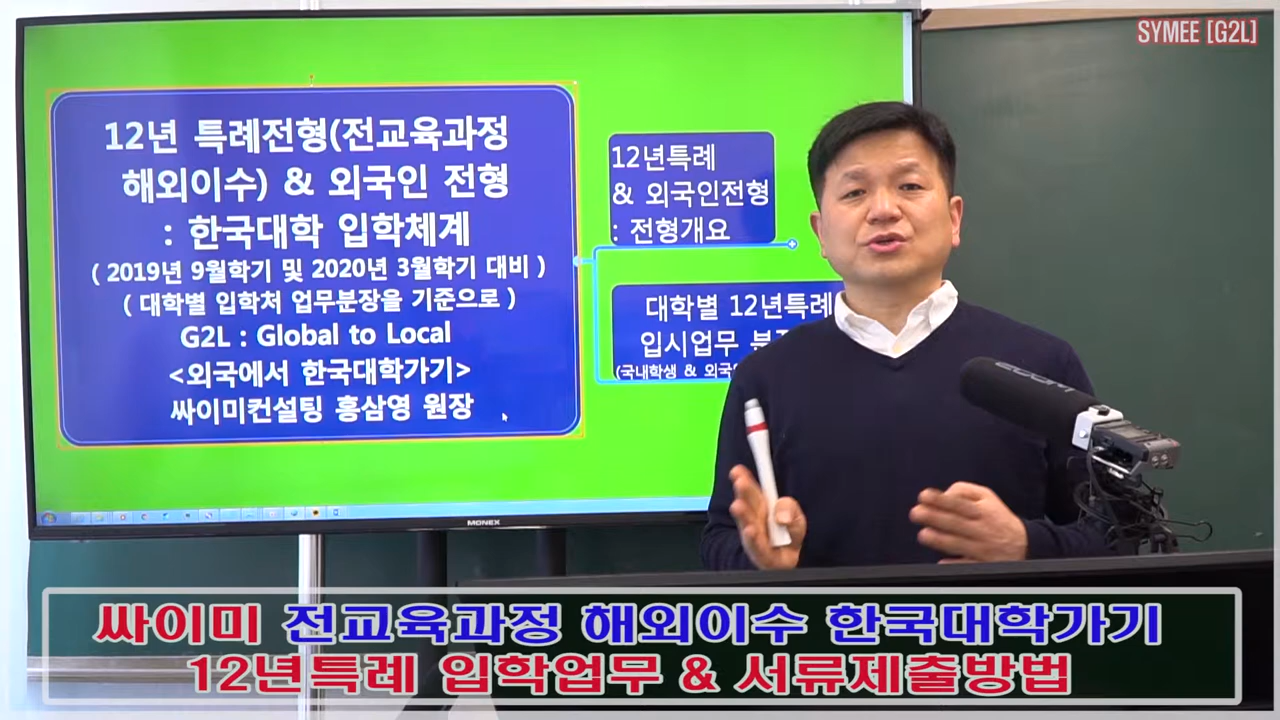 SYMEE [G2L]
12년 특례전형(전교육과정
해외이수) & 외국인 전형
: 한국대학 입학체계
( 2019년 9월학기 및 2020년 3월학기 대비 )
( 대학별 입학처 업무분장을 기준으로 )
G2L : Global to Local
<외국에서 한국대학가기>
싸이미컨설팅 홍삼영 원장
12년특례
& 외국인전형
: 전형개요
대학별 12년특례
입시업무
(국내학생 &
MONEX
ZOOM
싸이미 전교육과정 해외이수 한국대학가기
12년특례 입학업무 & 서류제출방법